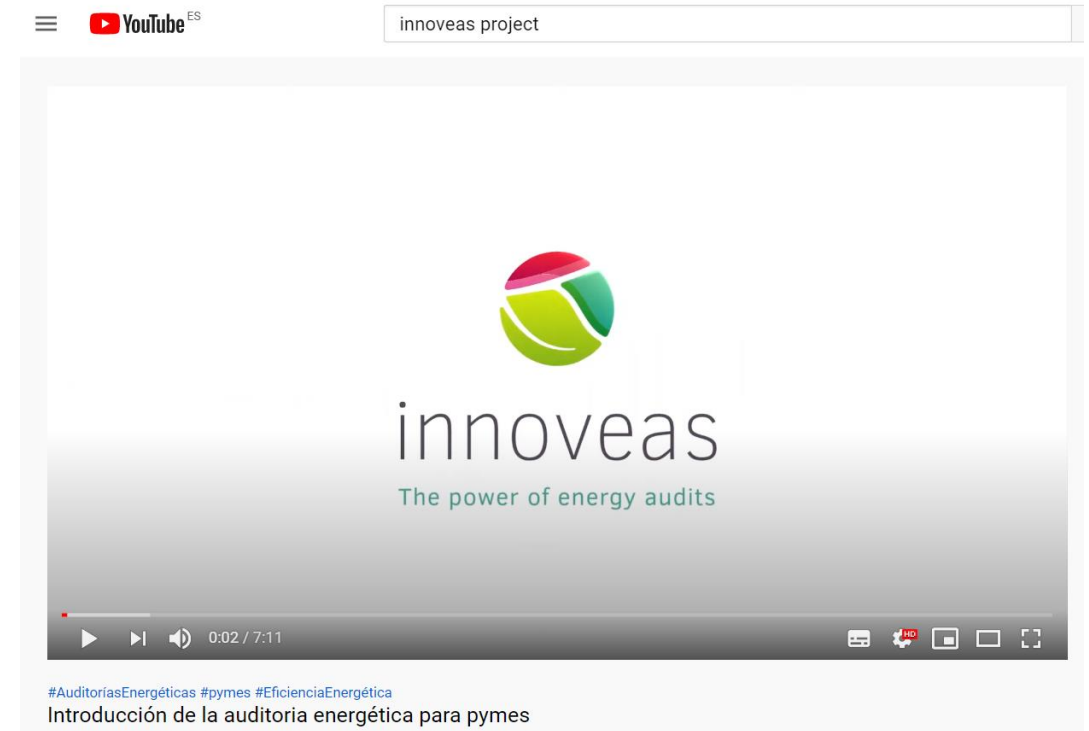 YouTube ES
innoveas project
innoveas
The power of energy audits
0:02 / 7:11
HD
#AuditoríasEnergéticas #pymes #EficienciaEnergética
Introducción de la auditoria energética para pymes